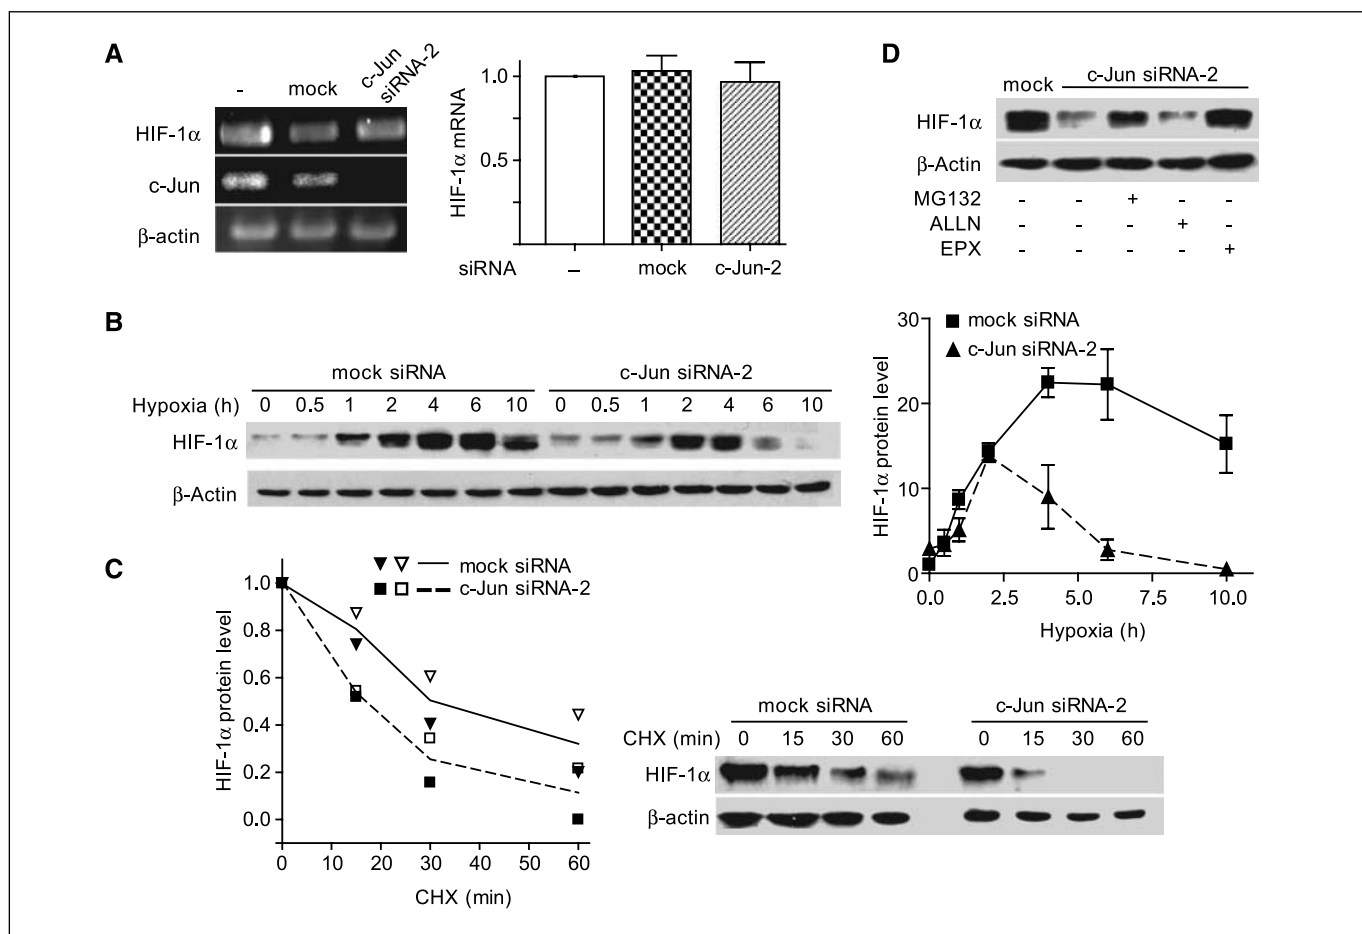 A
- mock c-Jun siRNA-2
HIF-1α
c-Jun
β-actin
HIF-1α mRNA
1.0
0.5
siRNA – mock c-Jun-2
D
mock c-Jun siRNA-2
HIF-1α
β-Actin
MG132 - - + - -
ALLN - - - + -
EPX - - - - +
B
mock siRNA c-Jun siRNA-2
Hypoxia (h) 0 0.5 1 2 4 6 10 0 0.5 1 2 4 6 10
HIF-1α
β-Actin
mock siRNA
c-Jun siRNA-2
HIF-1α protein level
30
20
10
0
0.0 2.5 5.0 7.5 10.0
Hypoxia (h)
C
mock siRNA
c-Jun siRNA-2
HIF-1α protein level
1.0
0.8
0.6
0.4
0.2
0.0
0 10 20 30 40 50 60
CHX (min)
mock siRNA c-Jun siRNA-2
CHX (min) 0 15 30 60 0 15 30 60
HIF-1α
β-actin